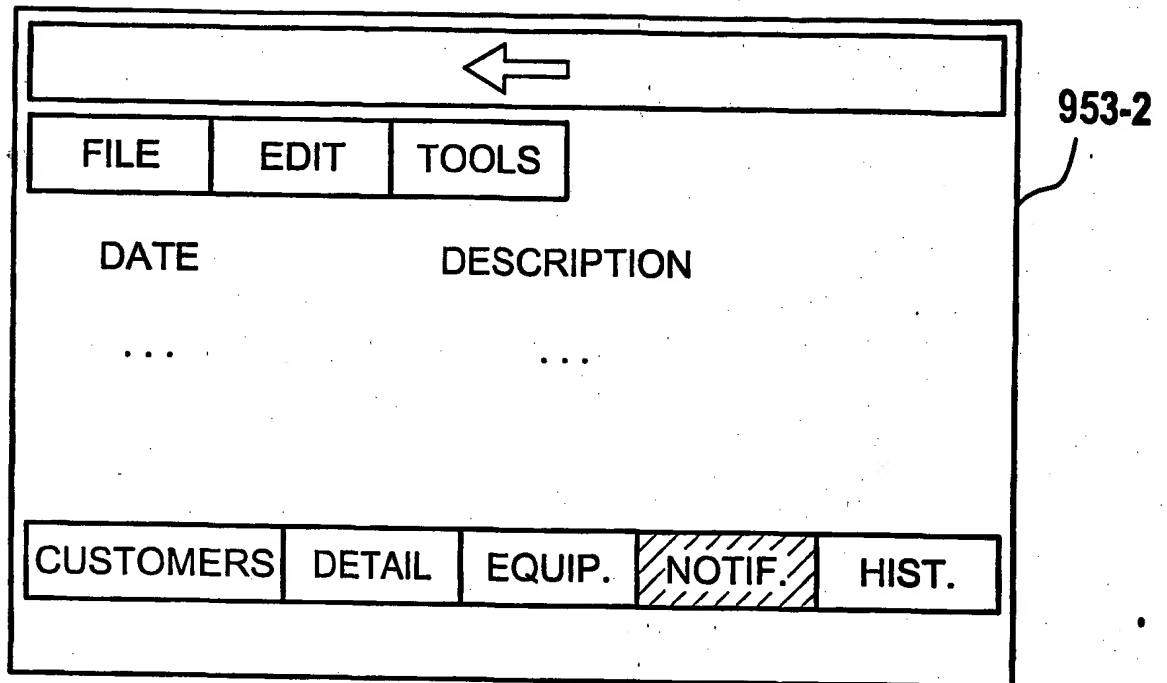 953-2
FILE EDIT TOOLS
DATE DESCRIPTION
... ...
CUSTOMERS DETAIL EQUIP. NOTIF. HIST.